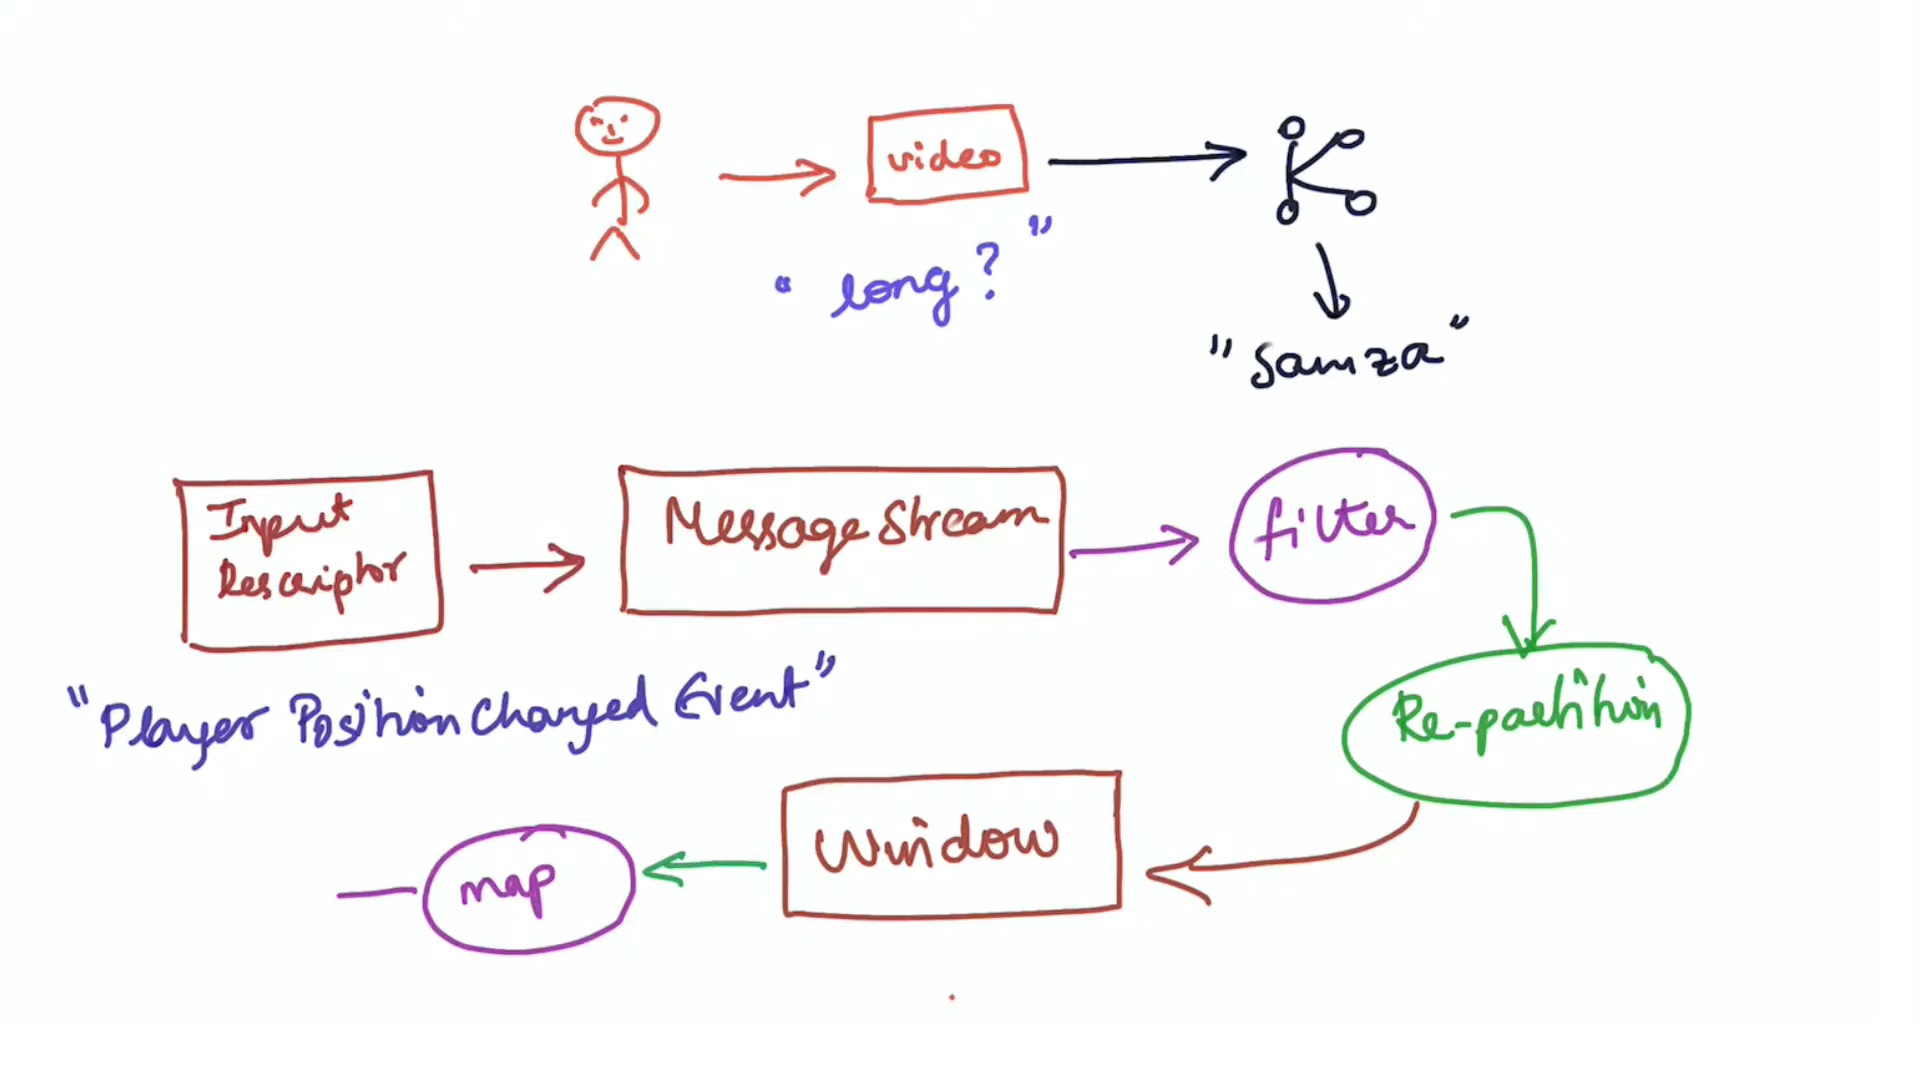 video
" long? "
" Samza "
Input
Descriptor
Message Stream
filter
" Player Position Changed Event "
Re-partition
Window
map